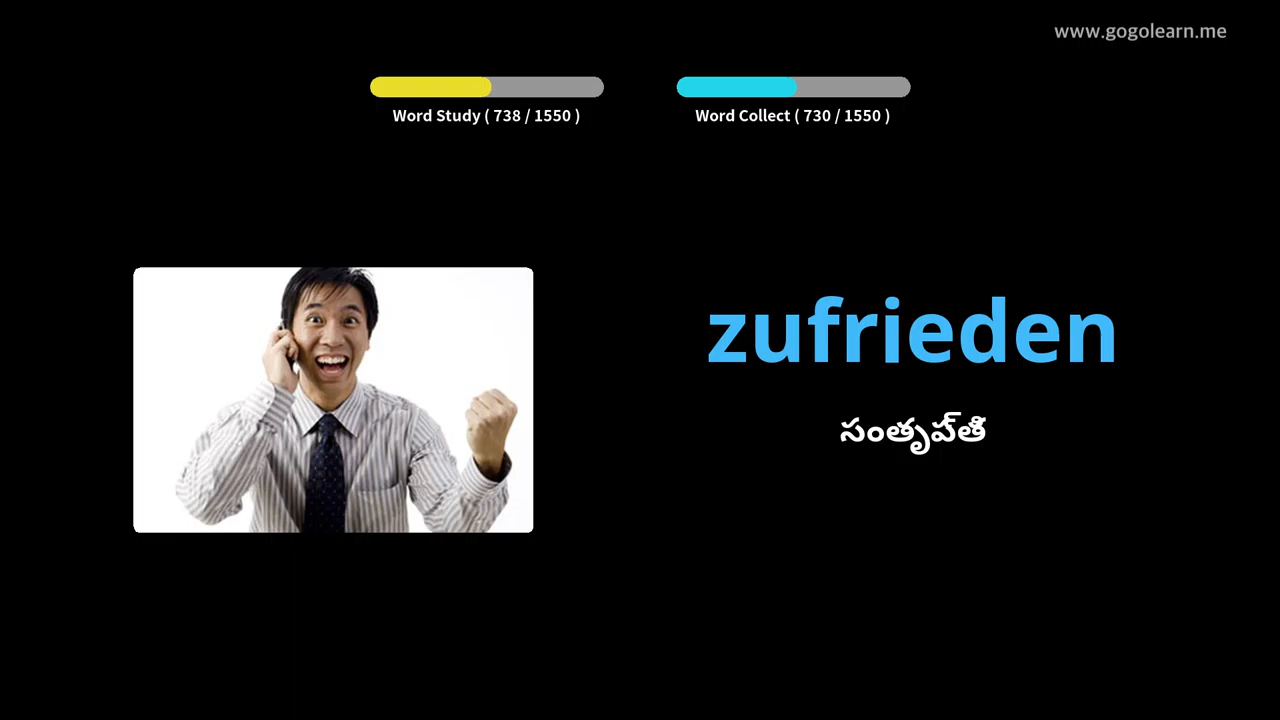 www.gogolearn.me
Word Study ( 738 / 1550 )
Word Collect ( 730 / 1550 )
zufrieden
సంతృప్తి